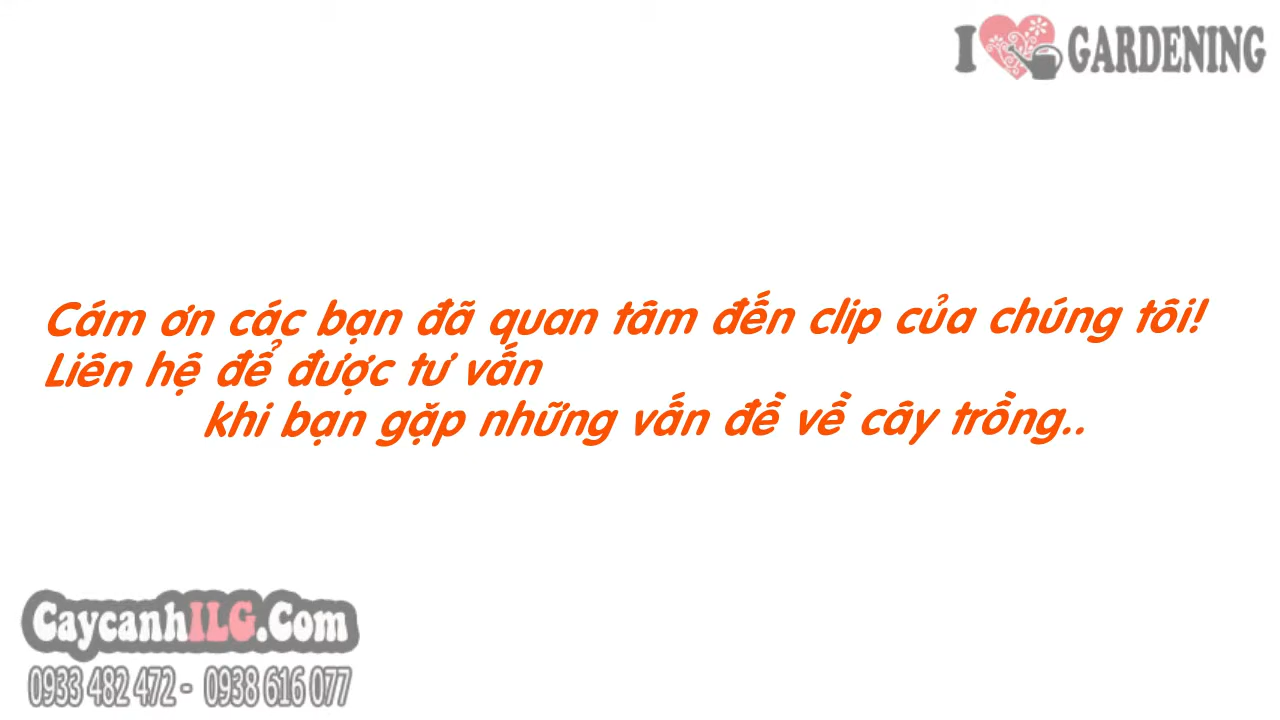 I GARDENING
Cám ơn các bạn đã quan tâm đến clip của chúng tôi!
Liên hệ để được tư vấn
khi bạn gặp những vấn đề về cây trồng..
CaycanhILG.Com
0933 482 472 - 0938 616 077